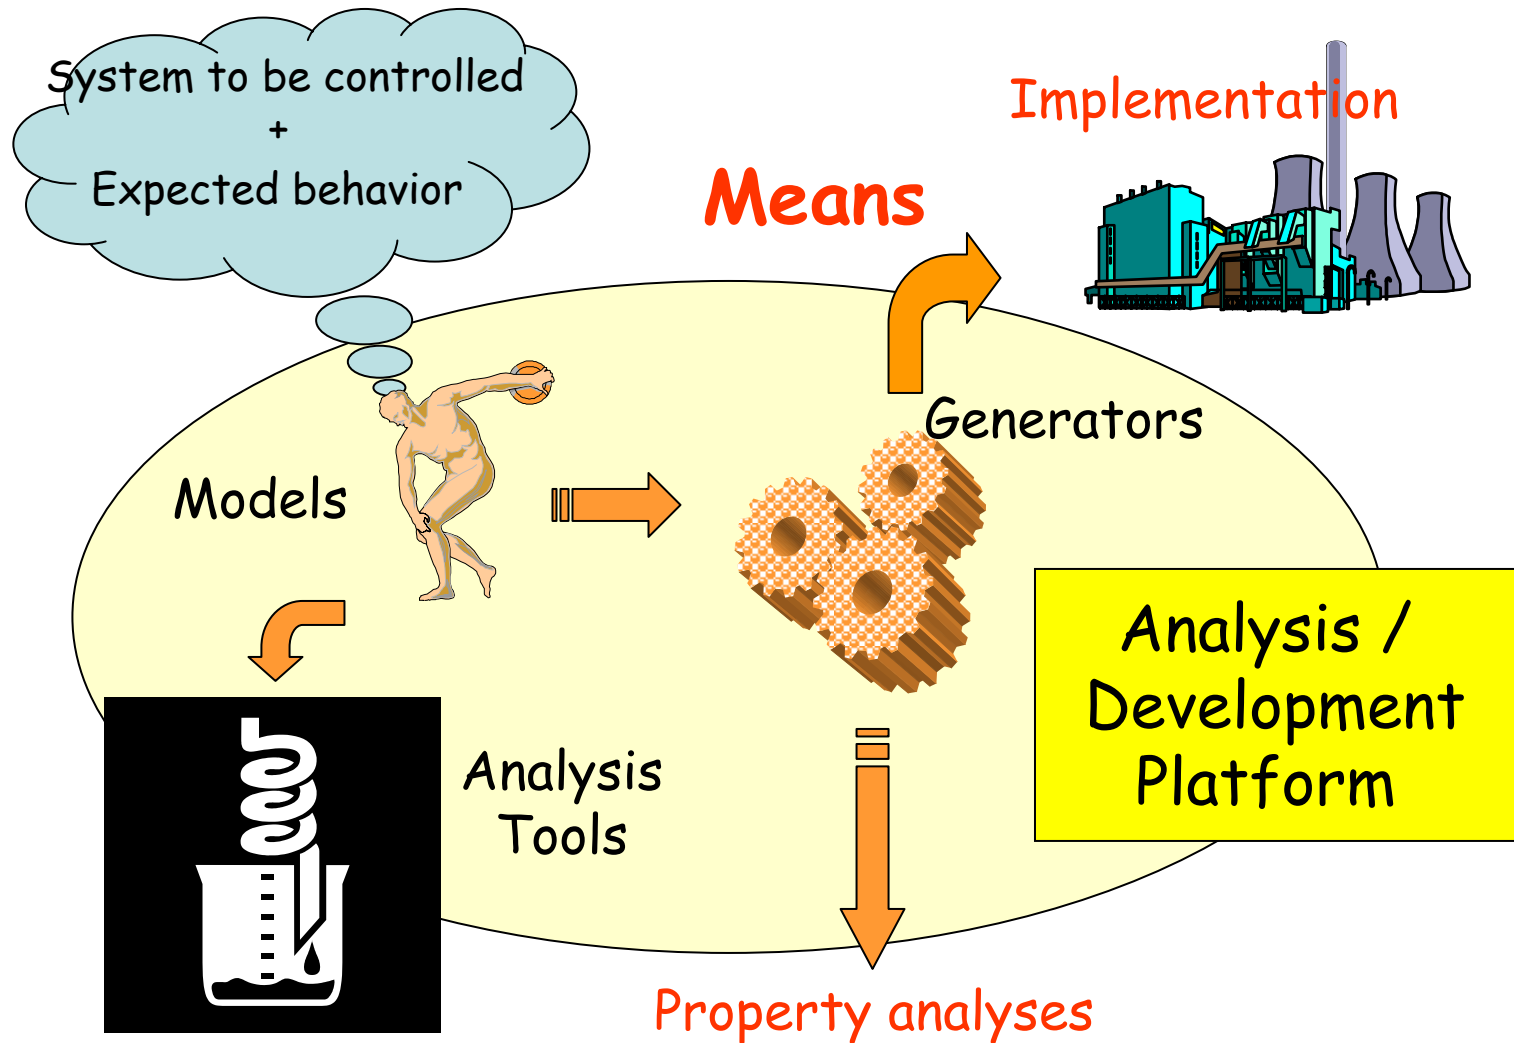 System to be controlled
+
Expected behavior
Implementation
Means
Generators
Models
Analysis /
Development
Platform
Analysis
Tools
Property analyses